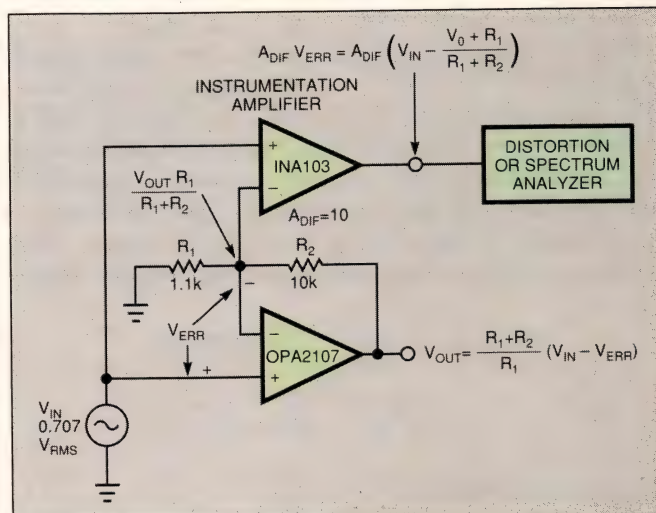 A_DIF V_ERR = A_DIF (V_IN − (V_0 + R_1)/(R_1 + R_2))
INSTRUMENTATION
AMPLIFIER
+
INA103
−
A_DIF=10
DISTORTION
OR SPECTRUM
ANALYZER
V_OUT R_1
R_1+R_2
R_1
1.1k
R_2
10k
−
V_ERR
+
−
OPA2107
+
V_OUT= (R_1+R_2)/R_1 (V_IN − V_ERR)
V_IN
0.707
V_RMS